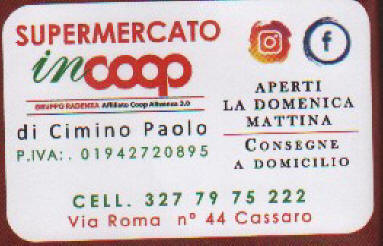 SUPERMERCATO
incoop
GRUPPO RADENZA Affiliato Coop Alleanza 3.0
di Cimino Paolo
P.IVA:. 01942720895
APERTI
LA DOMENICA
MATTINA
CONSEGNE
A DOMICILIO
CELL. 327 79 75 222
Via Roma n° 44 Cassaro